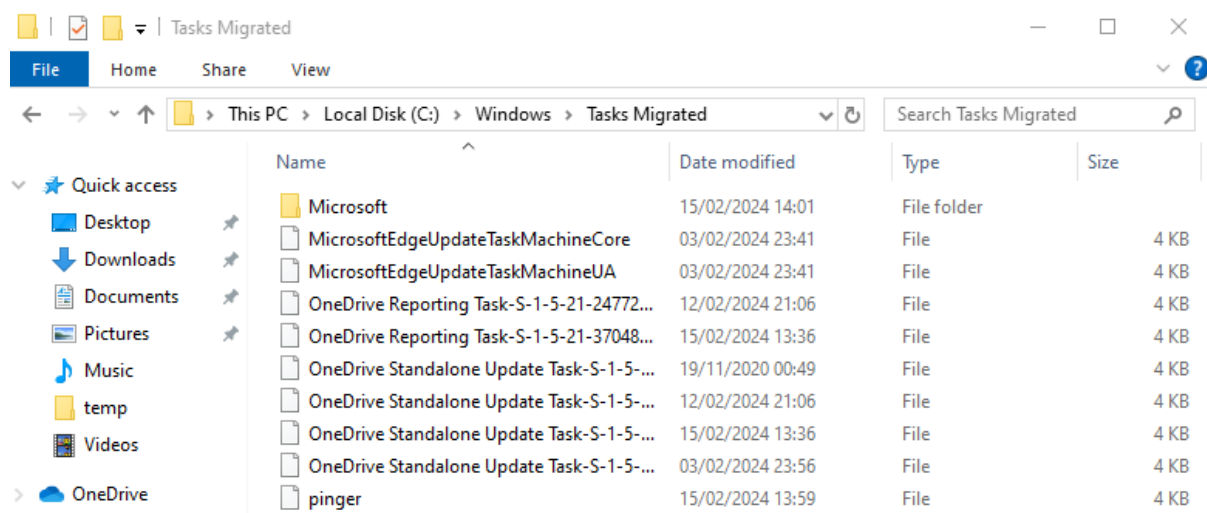 Tasks Migrated
File Home Share View
This PC > Local Disk (C:) > Windows > Tasks Migrated Search Tasks Migrated
Name Date modified Type Size
Quick access
Desktop
Downloads
Documents
Pictures
Music
temp
Videos
OneDrive
Microsoft 15/02/2024 14:01 File folder
MicrosoftEdgeUpdateTaskMachineCore 03/02/2024 23:41 File 4 KB
MicrosoftEdgeUpdateTaskMachineUA 03/02/2024 23:41 File 4 KB
OneDrive Reporting Task-S-1-5-21-24772... 12/02/2024 21:06 File 4 KB
OneDrive Reporting Task-S-1-5-21-37048... 15/02/2024 13:36 File 4 KB
OneDrive Standalone Update Task-S-1-5-... 19/11/2020 00:49 File 4 KB
OneDrive Standalone Update Task-S-1-5-... 12/02/2024 21:06 File 4 KB
OneDrive Standalone Update Task-S-1-5-... 15/02/2024 13:36 File 4 KB
OneDrive Standalone Update Task-S-1-5-... 03/02/2024 23:56 File 4 KB
pinger 15/02/2024 13:59 File 4 KB